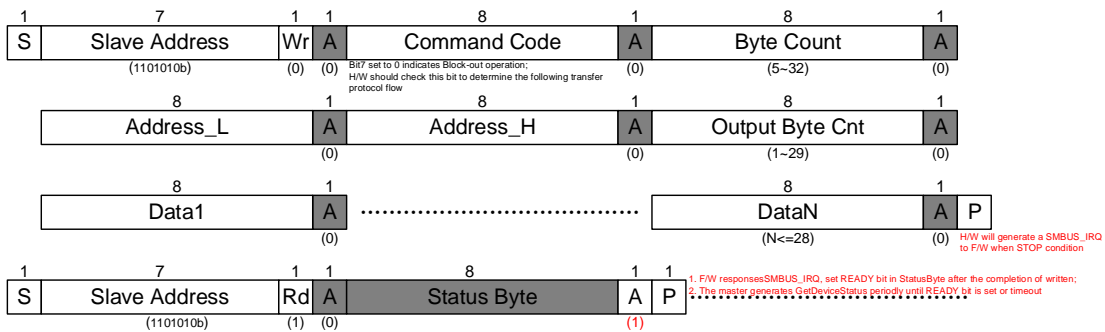 1 7 1 1 8 1 8 1
S Slave Address Wr A Command Code A Byte Count A
(1101010b) (0) (0) Bit7 set to 0 indicates Block-out operation; (0) (5~32) (0)
H/W should check this bit to determine the following transfer
protocol flow
8 1 8 1 8 1
Address_L A Address_H A Output Byte Cnt A
(0) (0) (1~29) (0)
8 1 8 1
Data1 A DataN A P
(0) (N<=28) (0) H/W will generate a SMBUS_IRQ
to F/W when STOP condition
1 7 1 1 8 1 1
1. F/W responsesSMBUS_IRQ, set READY bit in StatusByte after the completion of written;
S Slave Address Rd A Status Byte A P
2. The master generates GetDeviceStatus periodly until READY bit is set or timeout
(1101010b) (1) (0) (1)